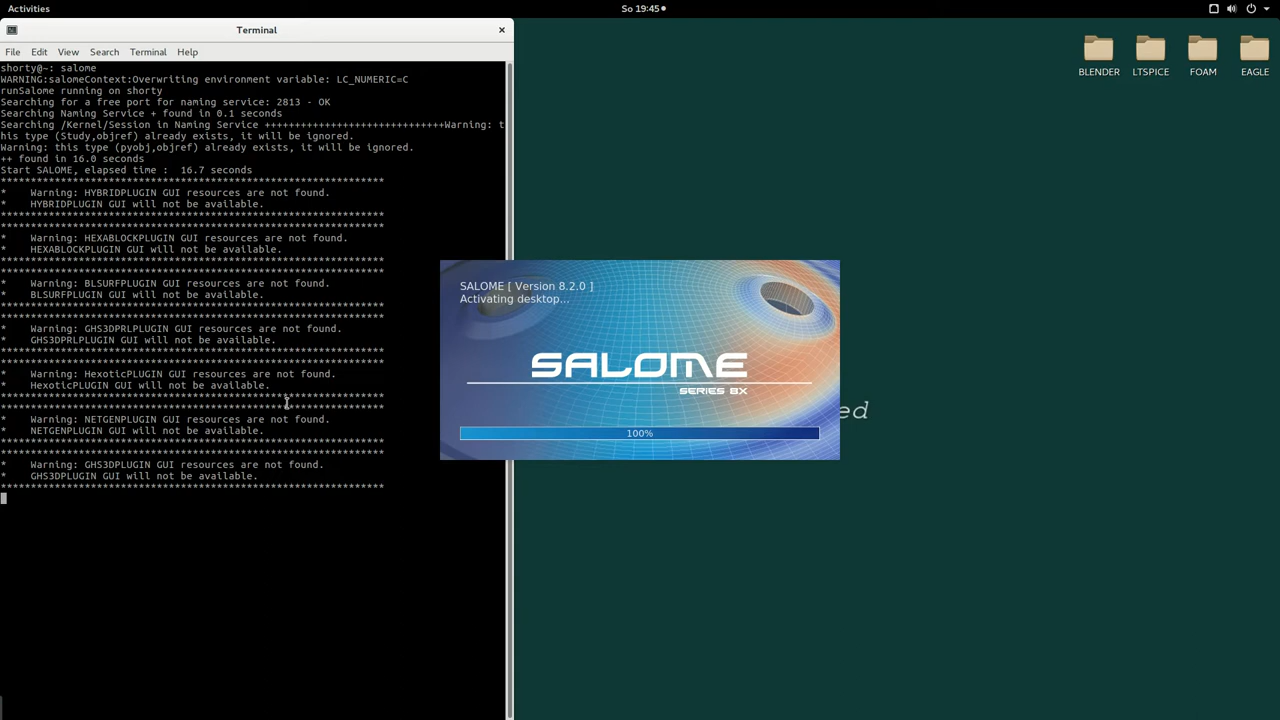 Activities
So 19:45
Terminal
File Edit View Search Terminal Help
shorty@~: salome
WARNING:salomeContext:Overwriting environment variable: LC_NUMERIC=C
runSalome running on shorty
Searching for a free port for naming service: 2813 - OK
Searching Naming Service + found in 0.1 seconds
Searching /Kernel/Session in Naming Service ++++++++++++++++++++++++++++++Warning: t
his type (Study,objref) already exists, it will be ignored.
Warning: this type (pyobj,objref) already exists, it will be ignored.
++ found in 16.0 seconds
Start SALOME, elapsed time :  16.7 seconds
****************************************************************
*    Warning: HYBRIDPLUGIN GUI resources are not found.
*    HYBRIDPLUGIN GUI will not be available.
****************************************************************
****************************************************************
*    Warning: HEXABLOCKPLUGIN GUI resources are not found.
*    HEXABLOCKPLUGIN GUI will not be available.
****************************************************************
****************************************************************
*    Warning: BLSURFPLUGIN GUI resources are not found.
*    BLSURFPLUGIN GUI will not be available.
****************************************************************
****************************************************************
*    Warning: GHS3DPRLPLUGIN GUI resources are not found.
*    GHS3DPRLPLUGIN GUI will not be available.
****************************************************************
****************************************************************
*    Warning: HexoticPLUGIN GUI resources are not found.
*    HexoticPLUGIN GUI will not be available.
****************************************************************
****************************************************************
*    Warning: NETGENPLUGIN GUI resources are not found.
*    NETGENPLUGIN GUI will not be available.
****************************************************************
****************************************************************
*    Warning: GHS3DPLUGIN GUI resources are not found.
*    GHS3DPLUGIN GUI will not be available.
****************************************************************
SALOME [ Version 8.2.0 ]
Activating desktop...
SALOME
SERIES 8X
100%
ed
BLENDER
LTSPICE
FOAM
EAGLE